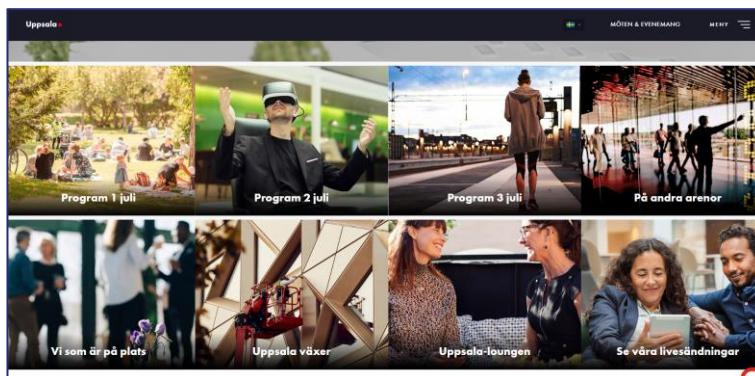 Uppsala
MÖTEN & EVENEMANG
MENY
Program 1 juli
Program 2 juli
Program 3 juli
På andra arenor
Vi som är på plats
Uppsala växer
Uppsala-loungen
Se våra livesändningar